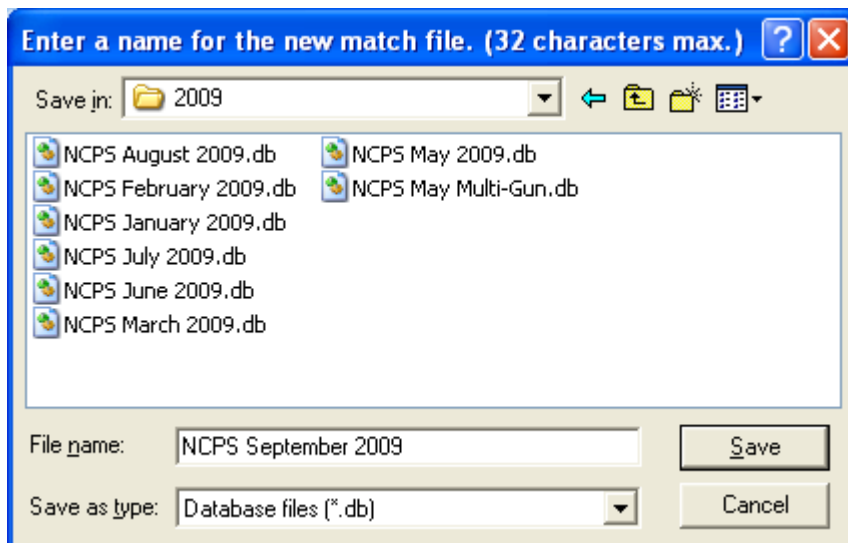 Enter a name for the new match file. (32 characters max.)
Save in: 2009
NCPS August 2009.db
NCPS February 2009.db
NCPS January 2009.db
NCPS July 2009.db
NCPS June 2009.db
NCPS March 2009.db
NCPS May 2009.db
NCPS May Multi-Gun.db
File name: NCPS September 2009 Save
Save as type: Database files (*.db) Cancel